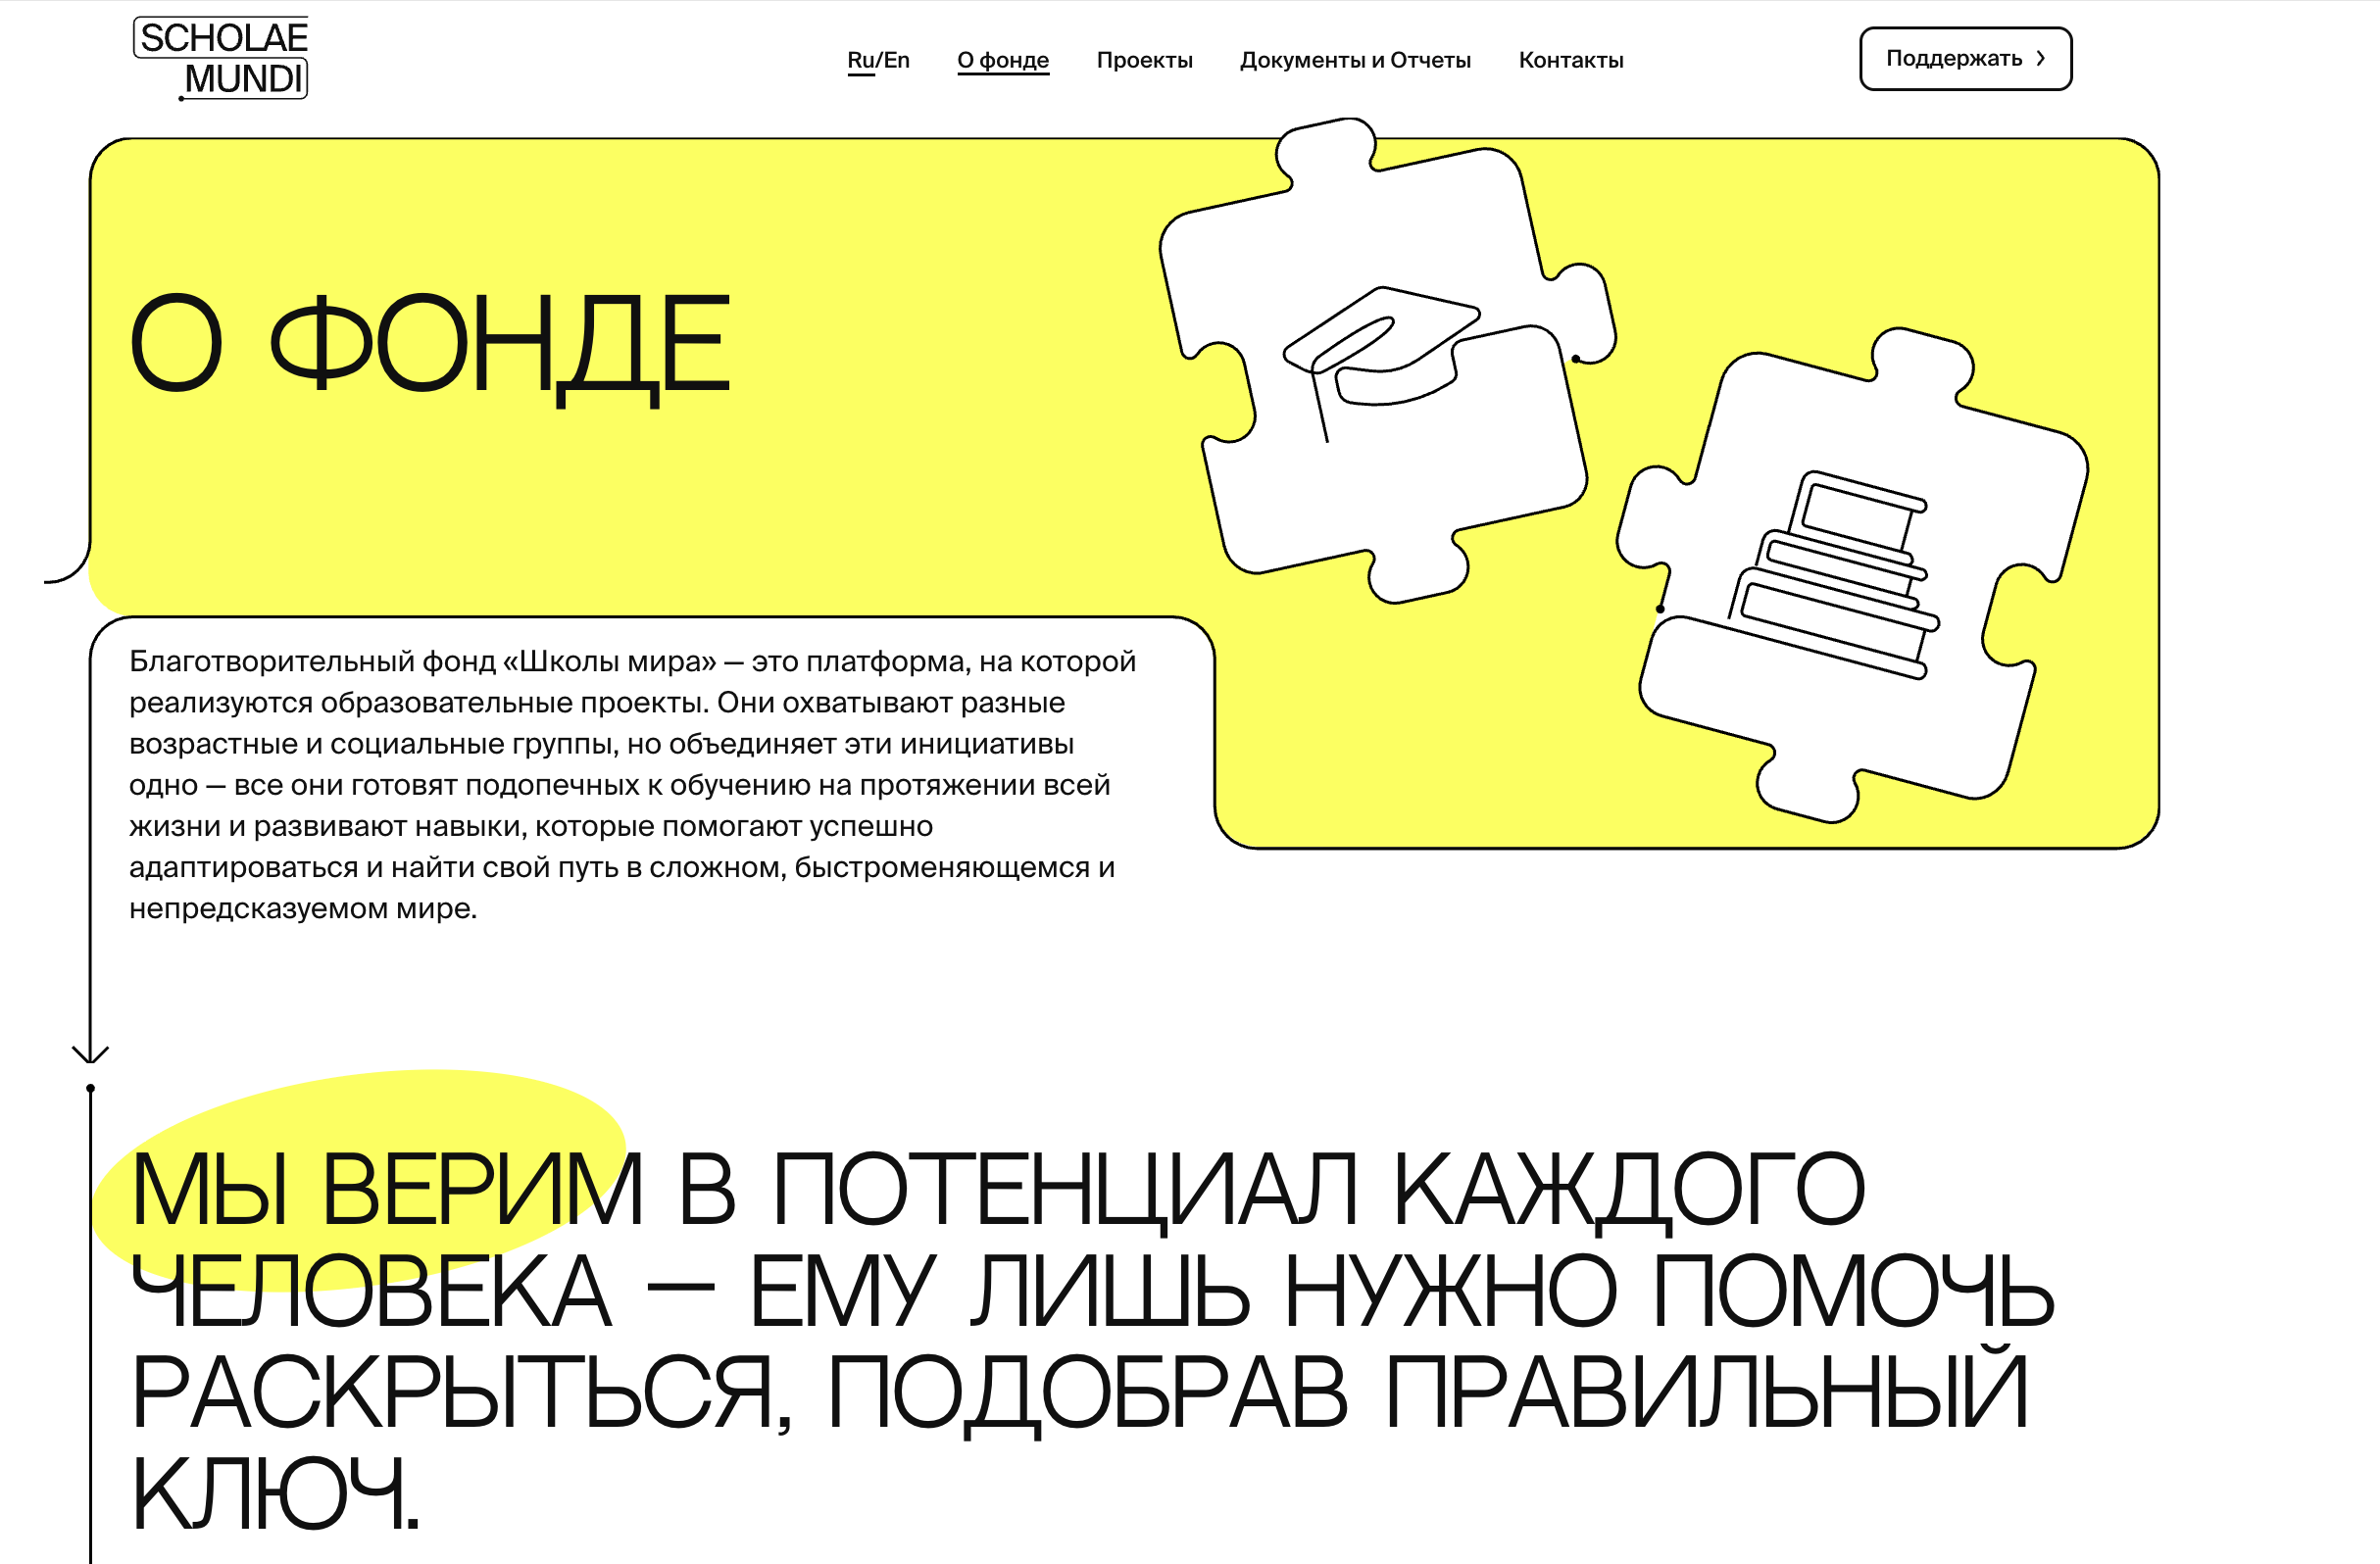 SCHOLAE
MUNDI
Ru/En О фонде Проекты Документы и Отчеты Контакты Поддержать
О ФОНДЕ
Благотворительный фонд «Школы мира» — это платформа, на которой
реализуются образовательные проекты. Они охватывают разные
возрастные и социальные группы, но объединяет эти инициативы
одно — все они готовят подопечных к обучению на протяжении всей
жизни и развивают навыки, которые помогают успешно
адаптироваться и найти свой путь в сложном, быстроменяющемся и
непредсказуемом мире.
МЫ ВЕРИМ В ПОТЕНЦИАЛ КАЖДОГО
ЧЕЛОВЕКА — ЕМУ ЛИШЬ НУЖНО ПОМОЧЬ
РАСКРЫТЬСЯ, ПОДОБРАВ ПРАВИЛЬНЫЙ
КЛЮЧ.